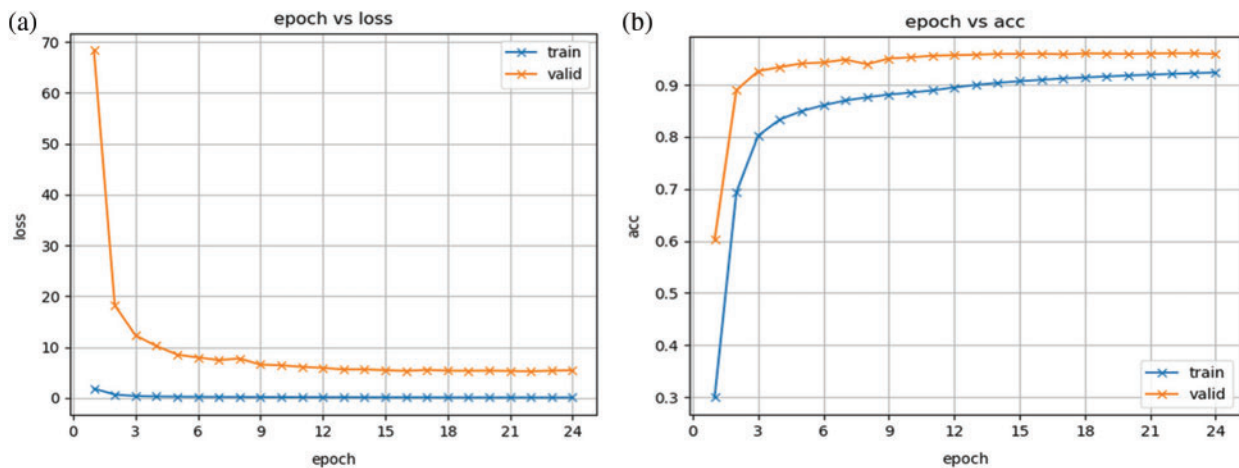 (a)
epoch vs loss
train
valid
70
60
50
40
30
20
10
0
loss
0 3 6 9 12 15 18 21 24
epoch
(b)
epoch vs acc
0.9
0.8
0.7
0.6
0.5
0.4
0.3
acc
train
valid
0 3 6 9 12 15 18 21 24
epoch